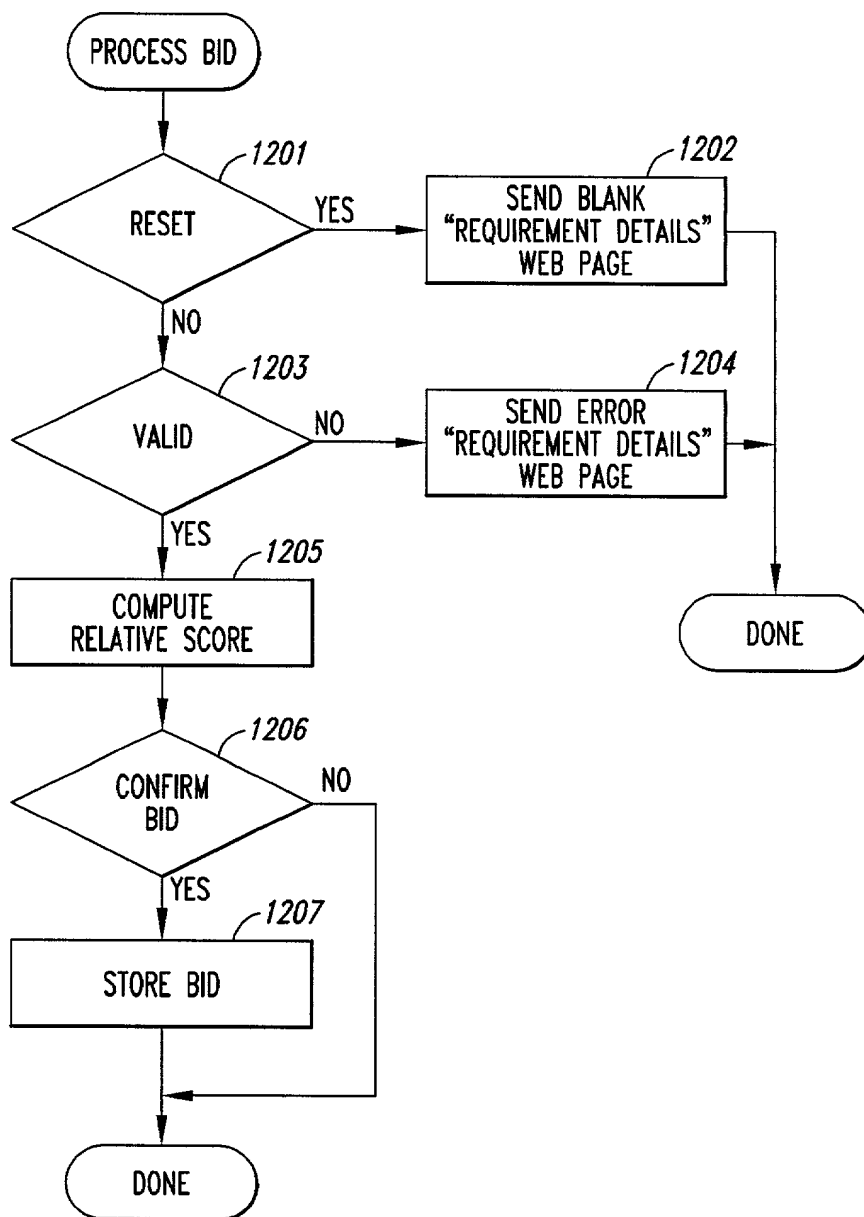 PROCESS BID
1201
RESET
YES
NO
1202
SEND BLANK
"REQUIREMENT DETAILS"
WEB PAGE
1203
VALID
NO
YES
1204
SEND ERROR
"REQUIREMENT DETAILS"
WEB PAGE
1205
COMPUTE
RELATIVE SCORE
DONE
1206
CONFIRM
BID
NO
YES
1207
STORE BID
DONE